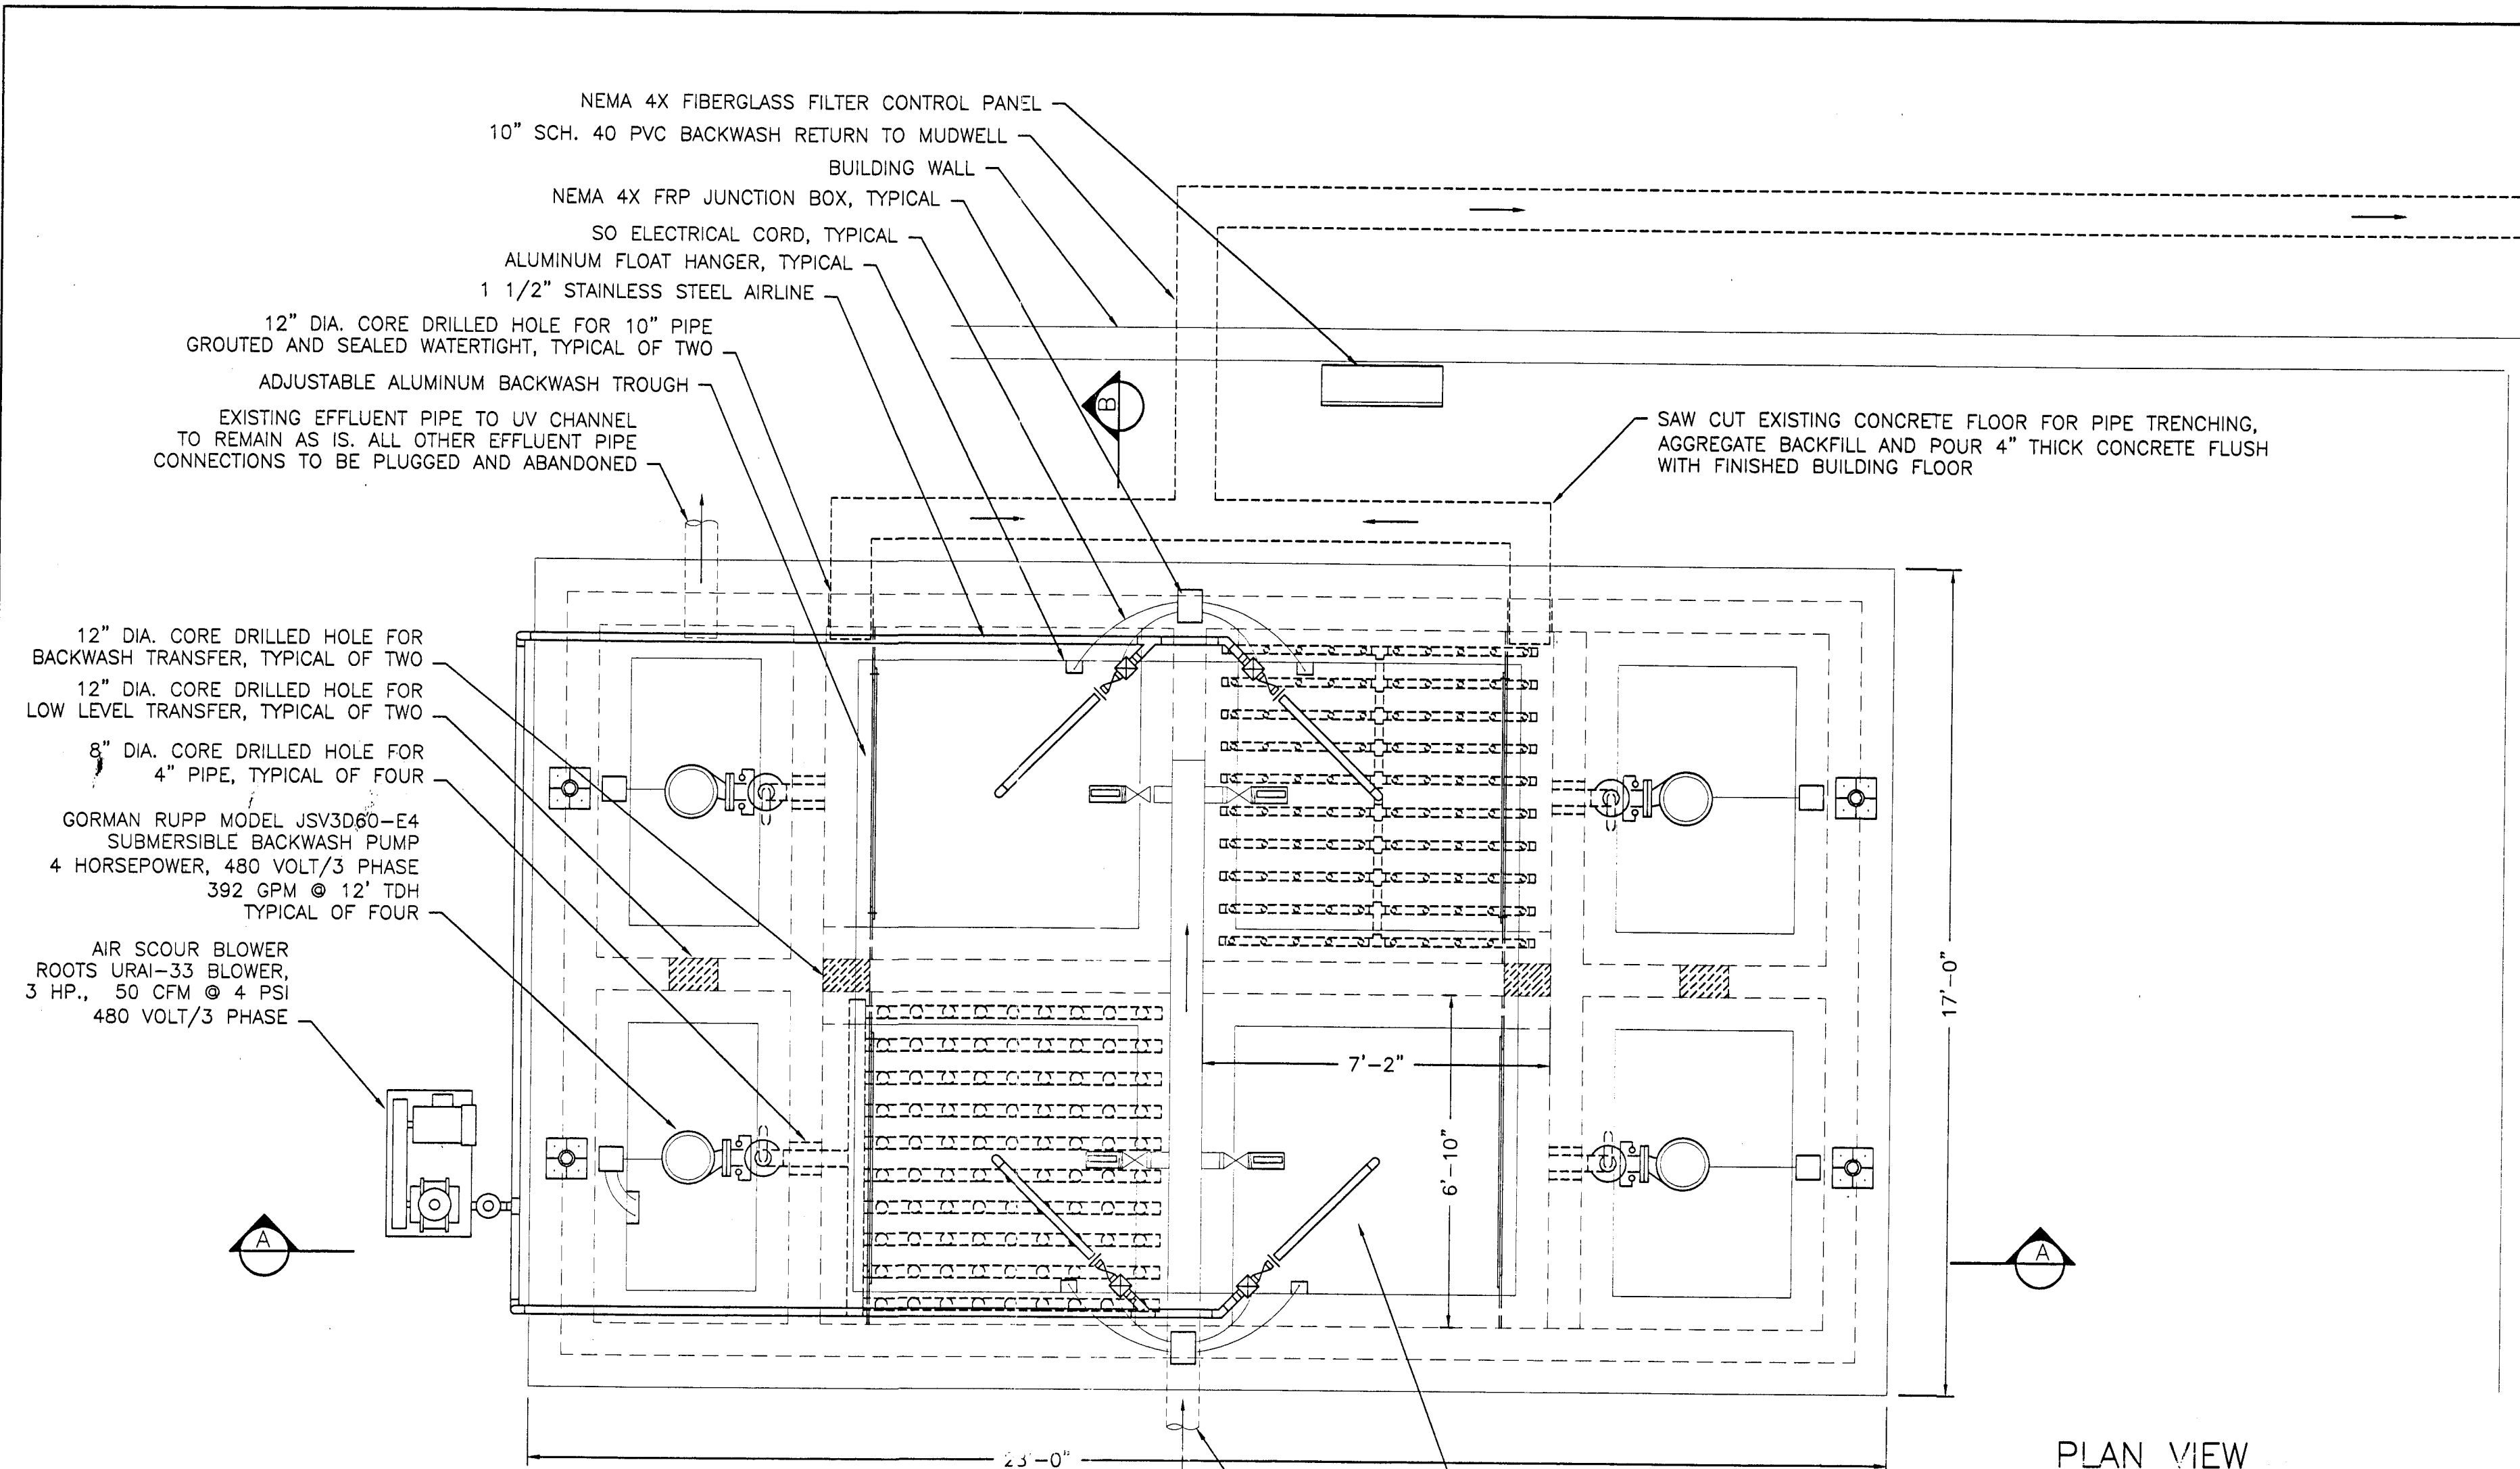 NEMA 4X FIBERGLASS FILTER CONTROL PANEL
10" SCH. 40 PVC BACKWASH RETURN TO MUDWELL
BUILDING WALL
NEMA 4X FRP JUNCTION BOX, TYPICAL
SO ELECTRICAL CORD, TYPICAL
ALUMINUM FLOAT HANGER, TYPICAL
1 1/2" STAINLESS STEEL AIRLINE
12" DIA. CORE DRILLED HOLE FOR 10" PIPE
GROUTED AND SEALED WATERTIGHT, TYPICAL OF TWO
ADJUSTABLE ALUMINUM BACKWASH TROUGH
EXISTING EFFLUENT PIPE TO UV CHANNEL
TO REMAIN AS IS. ALL OTHER EFFLUENT PIPE
CONNECTIONS TO BE PLUGGED AND ABANDONED
B
SAW CUT EXISTING CONCRETE FLOOR FOR PIPE TRENCHING,
AGGREGATE BACKFILL AND POUR 4" THICK CONCRETE FLUSH
WITH FINISHED BUILDING FLOOR
12" DIA. CORE DRILLED HOLE FOR
BACKWASH TRANSFER, TYPICAL OF TWO
12" DIA. CORE DRILLED HOLE FOR
LOW LEVEL TRANSFER, TYPICAL OF TWO
8" DIA. CORE DRILLED HOLE FOR
4" PIPE, TYPICAL OF FOUR
GORMAN RUPP MODEL JSV3D60-E4
SUBMERSIBLE BACKWASH PUMP
4 HORSEPOWER, 480 VOLT/3 PHASE
392 GPM @ 12' TDH
TYPICAL OF FOUR
AIR SCOUR BLOWER
ROOTS URAI-33 BLOWER,
3 HP., 50 CFM @ 4 PSI
480 VOLT/3 PHASE
17'-0"
7'-2"
6'-10"
A
A
23'-0"
PLAN VIEW